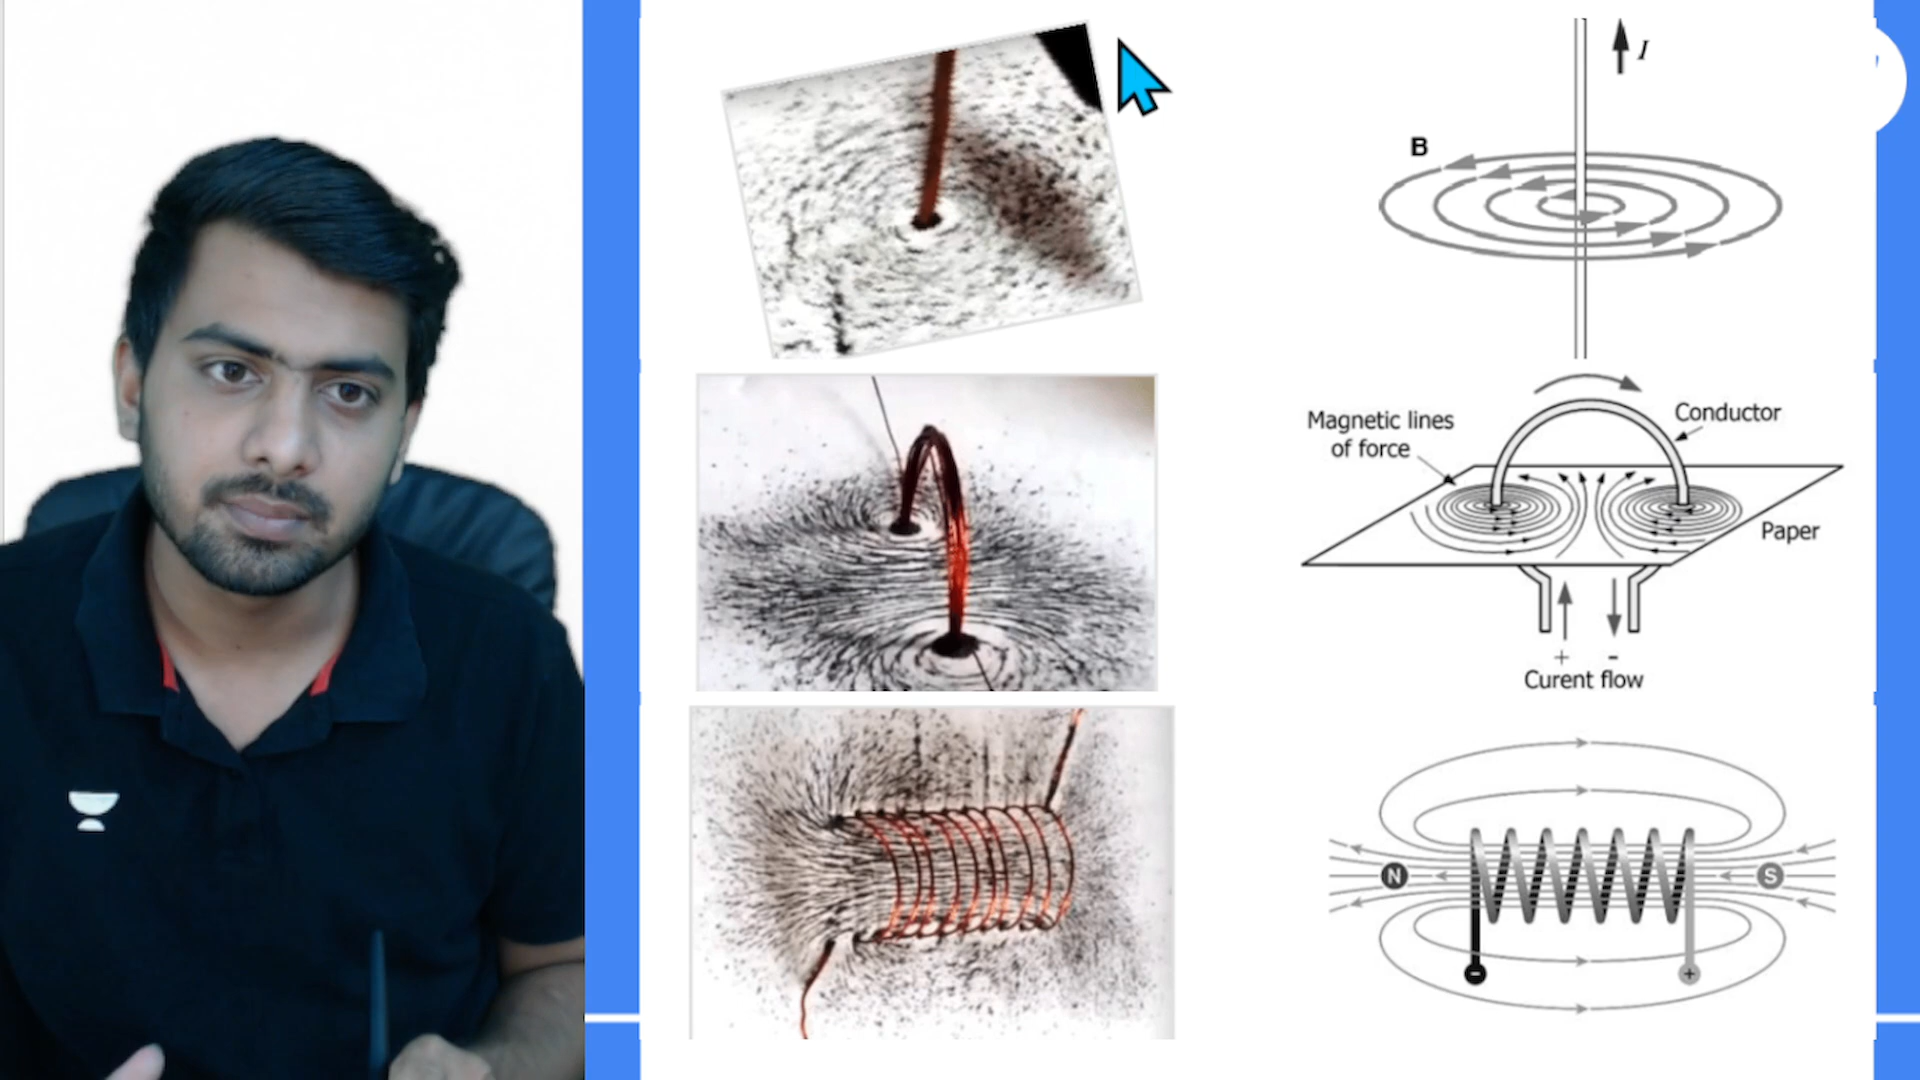 I
B
Magnetic lines
of force
Conductor
Paper
+ -
Curent flow
N
S
-
+